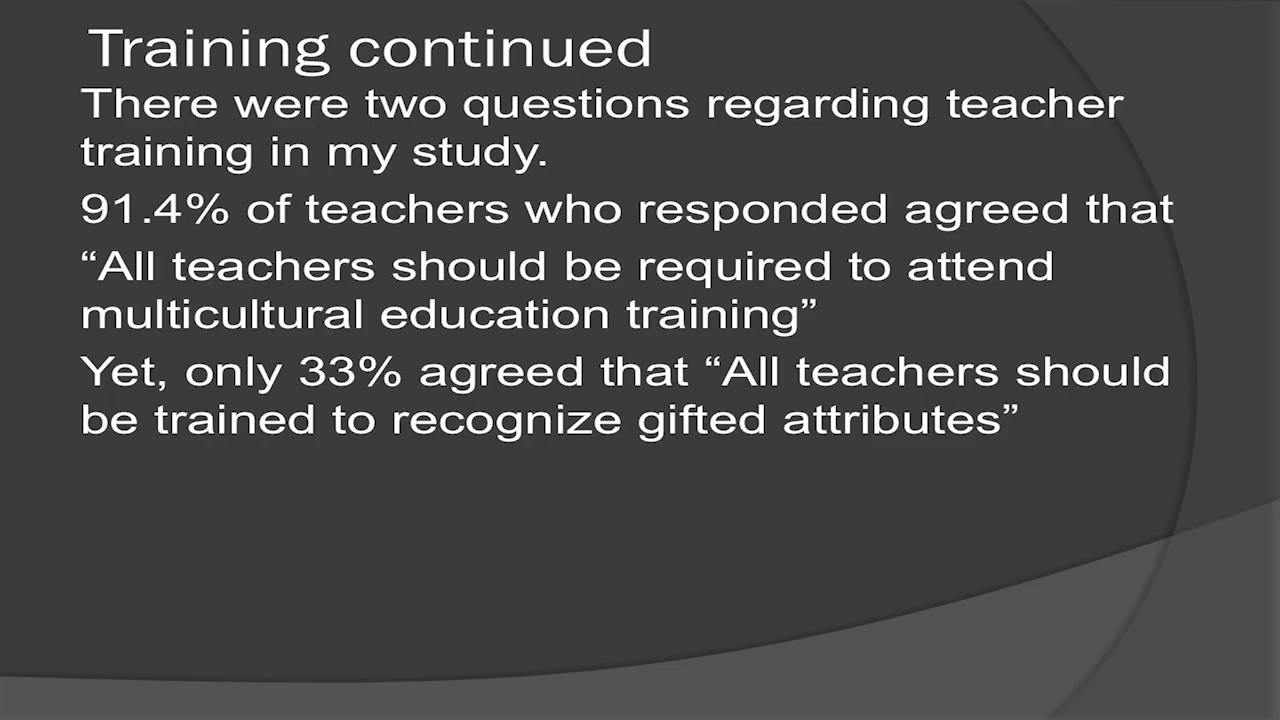 Training continued
There were two questions regarding teacher
training in my study.
91.4% of teachers who responded agreed that
“All teachers should be required to attend
multicultural education training”
Yet, only 33% agreed that “All teachers should
be trained to recognize gifted attributes”